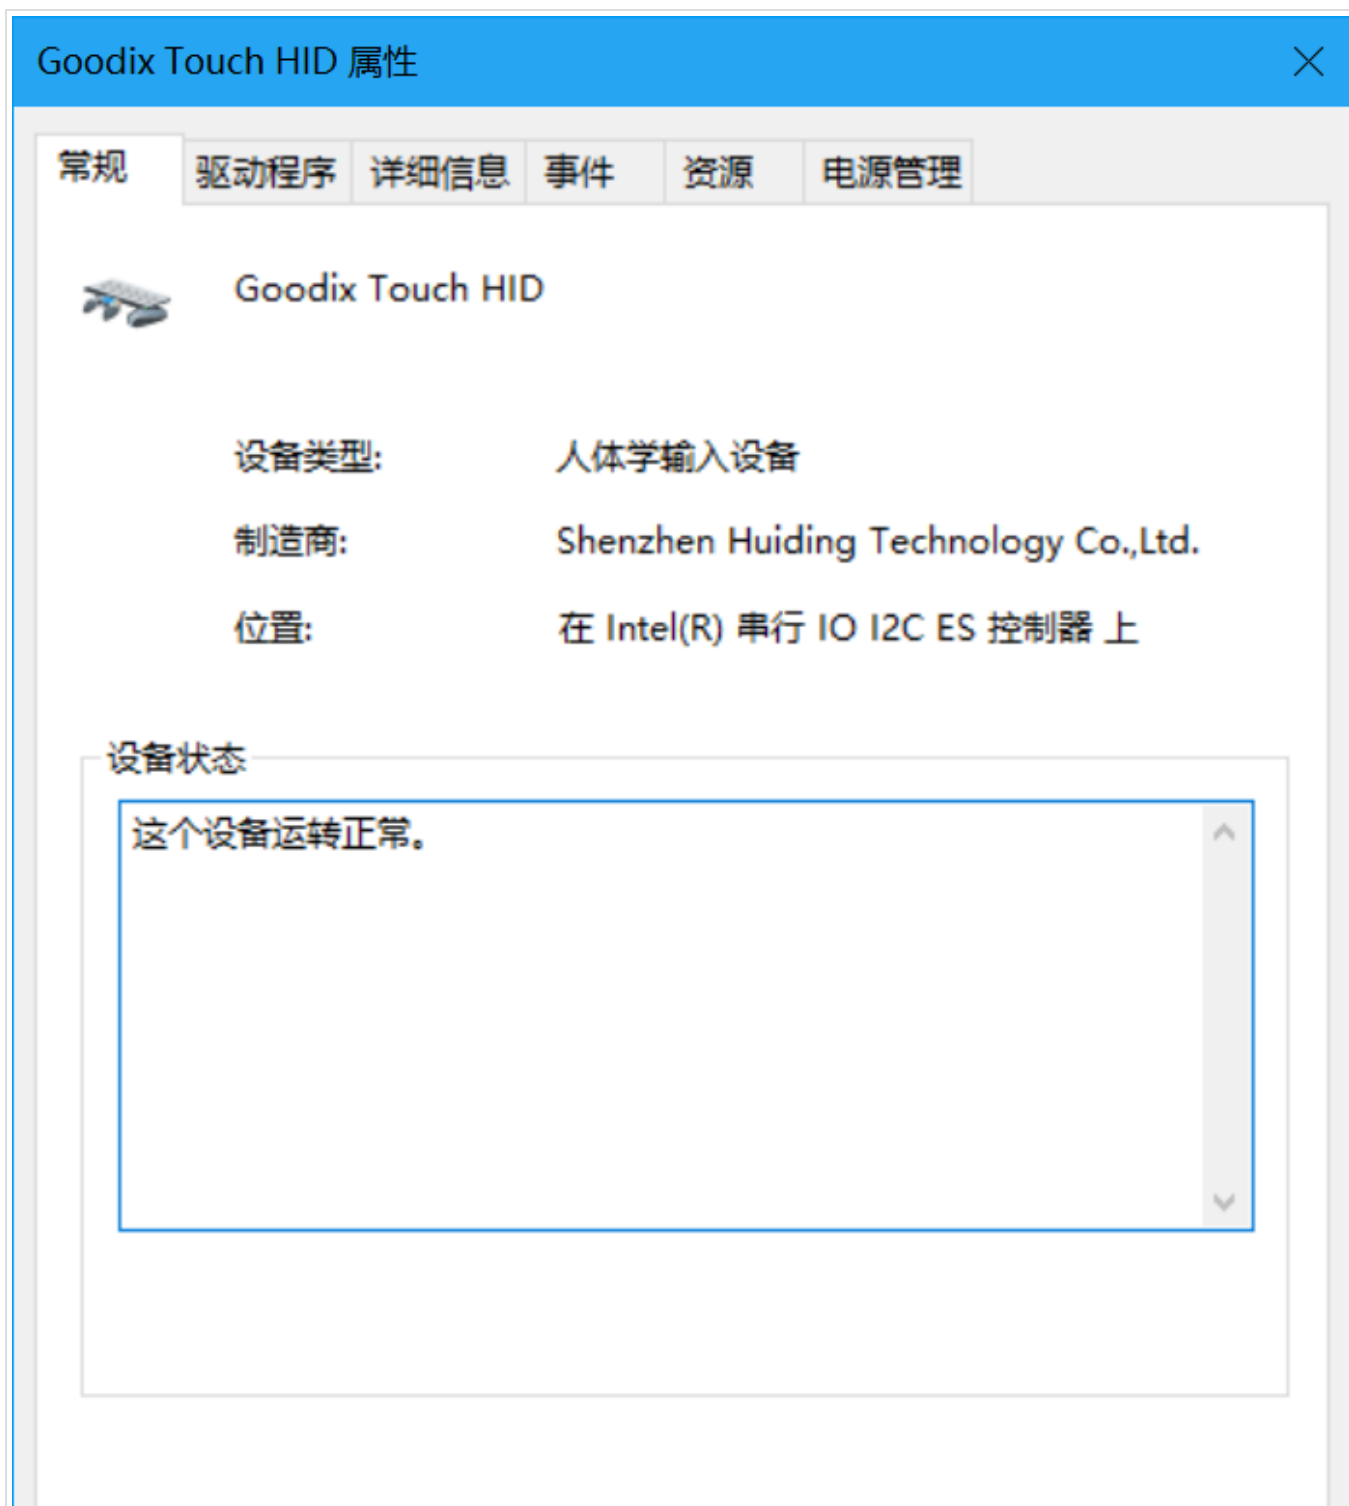 Goodix Touch HID 属性
常规 驱动程序 详细信息 事件 资源 电源管理
Goodix Touch HID
设备类型: 人体学输入设备
制造商: Shenzhen Huiding Technology Co.,Ltd.
位置: 在 Intel(R) 串行 IO I2C ES 控制器 上
设备状态
这个设备运转正常。